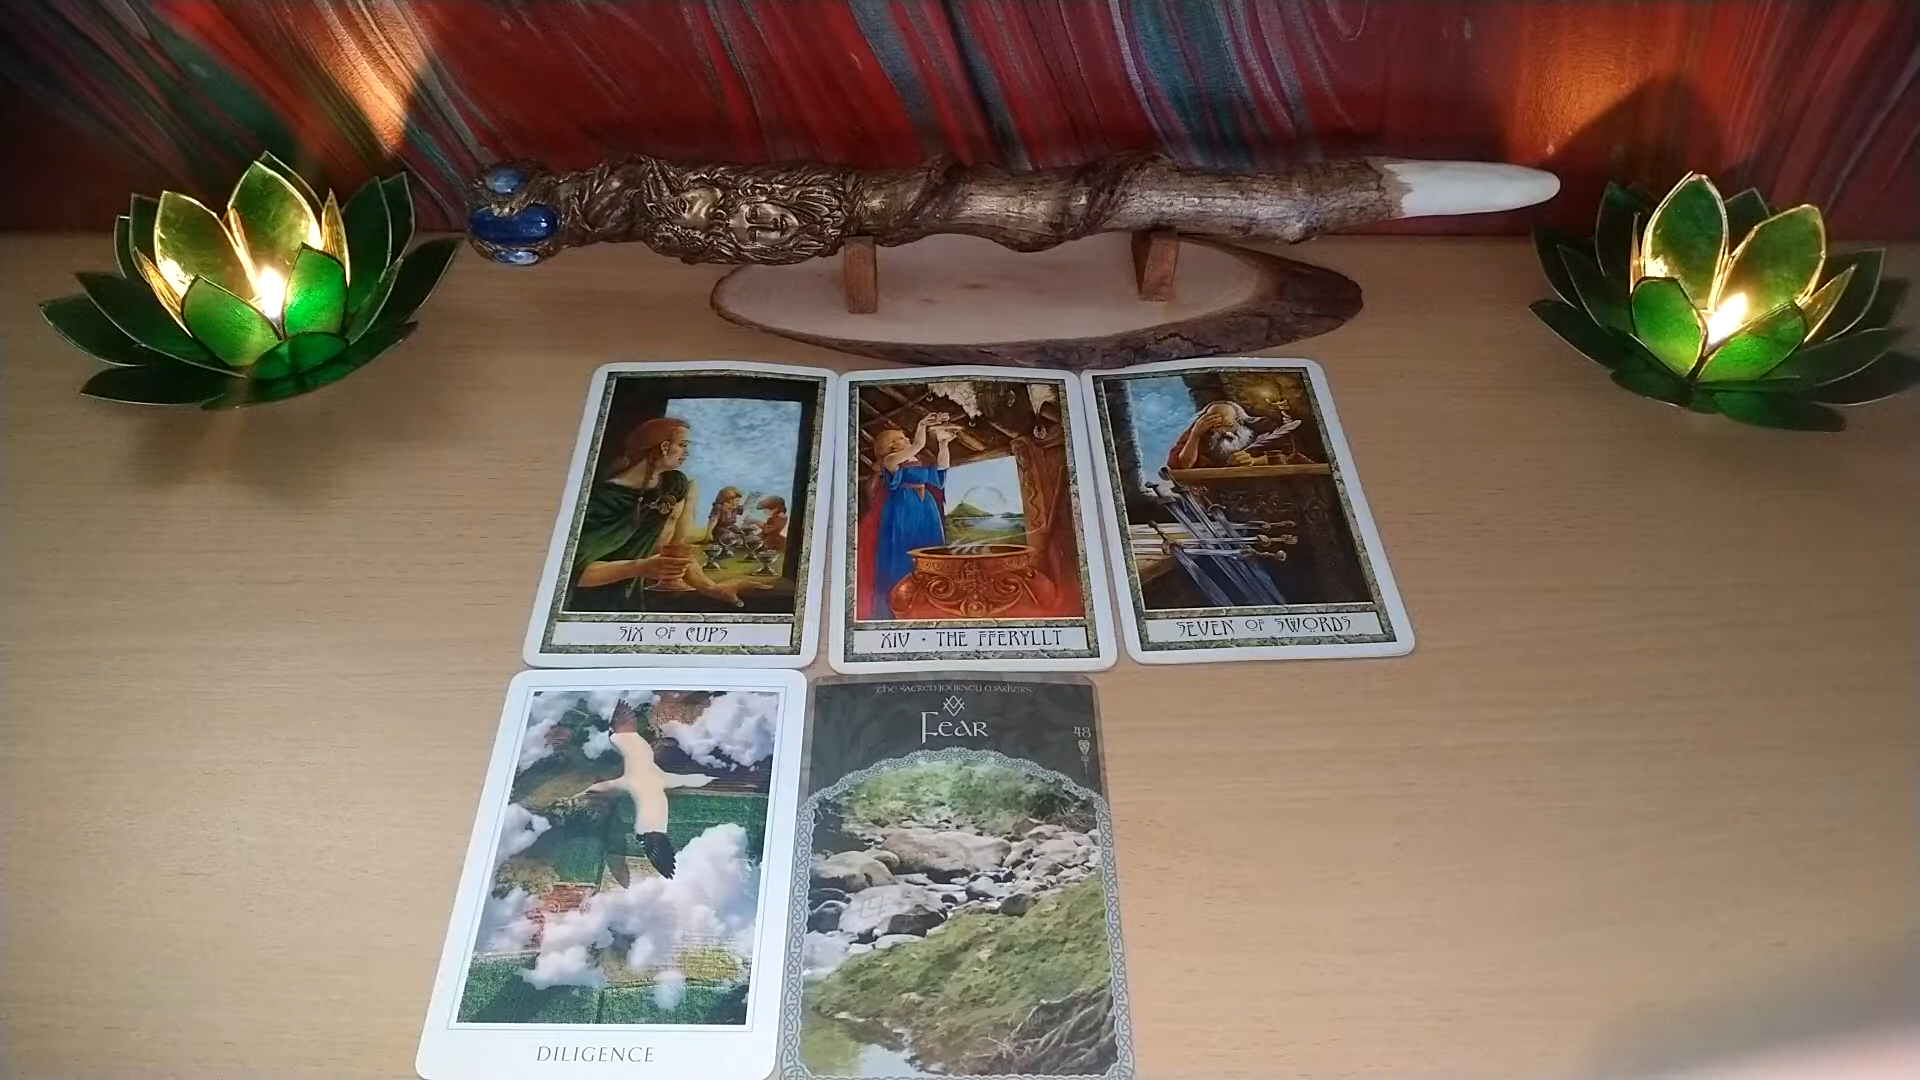 SIX OF CUPS
XIV · THE FFERYLLT
SEVEN OF SWORDS
THE SACRED JOURNEY MARKERS
FEAR
48
DILIGENCE